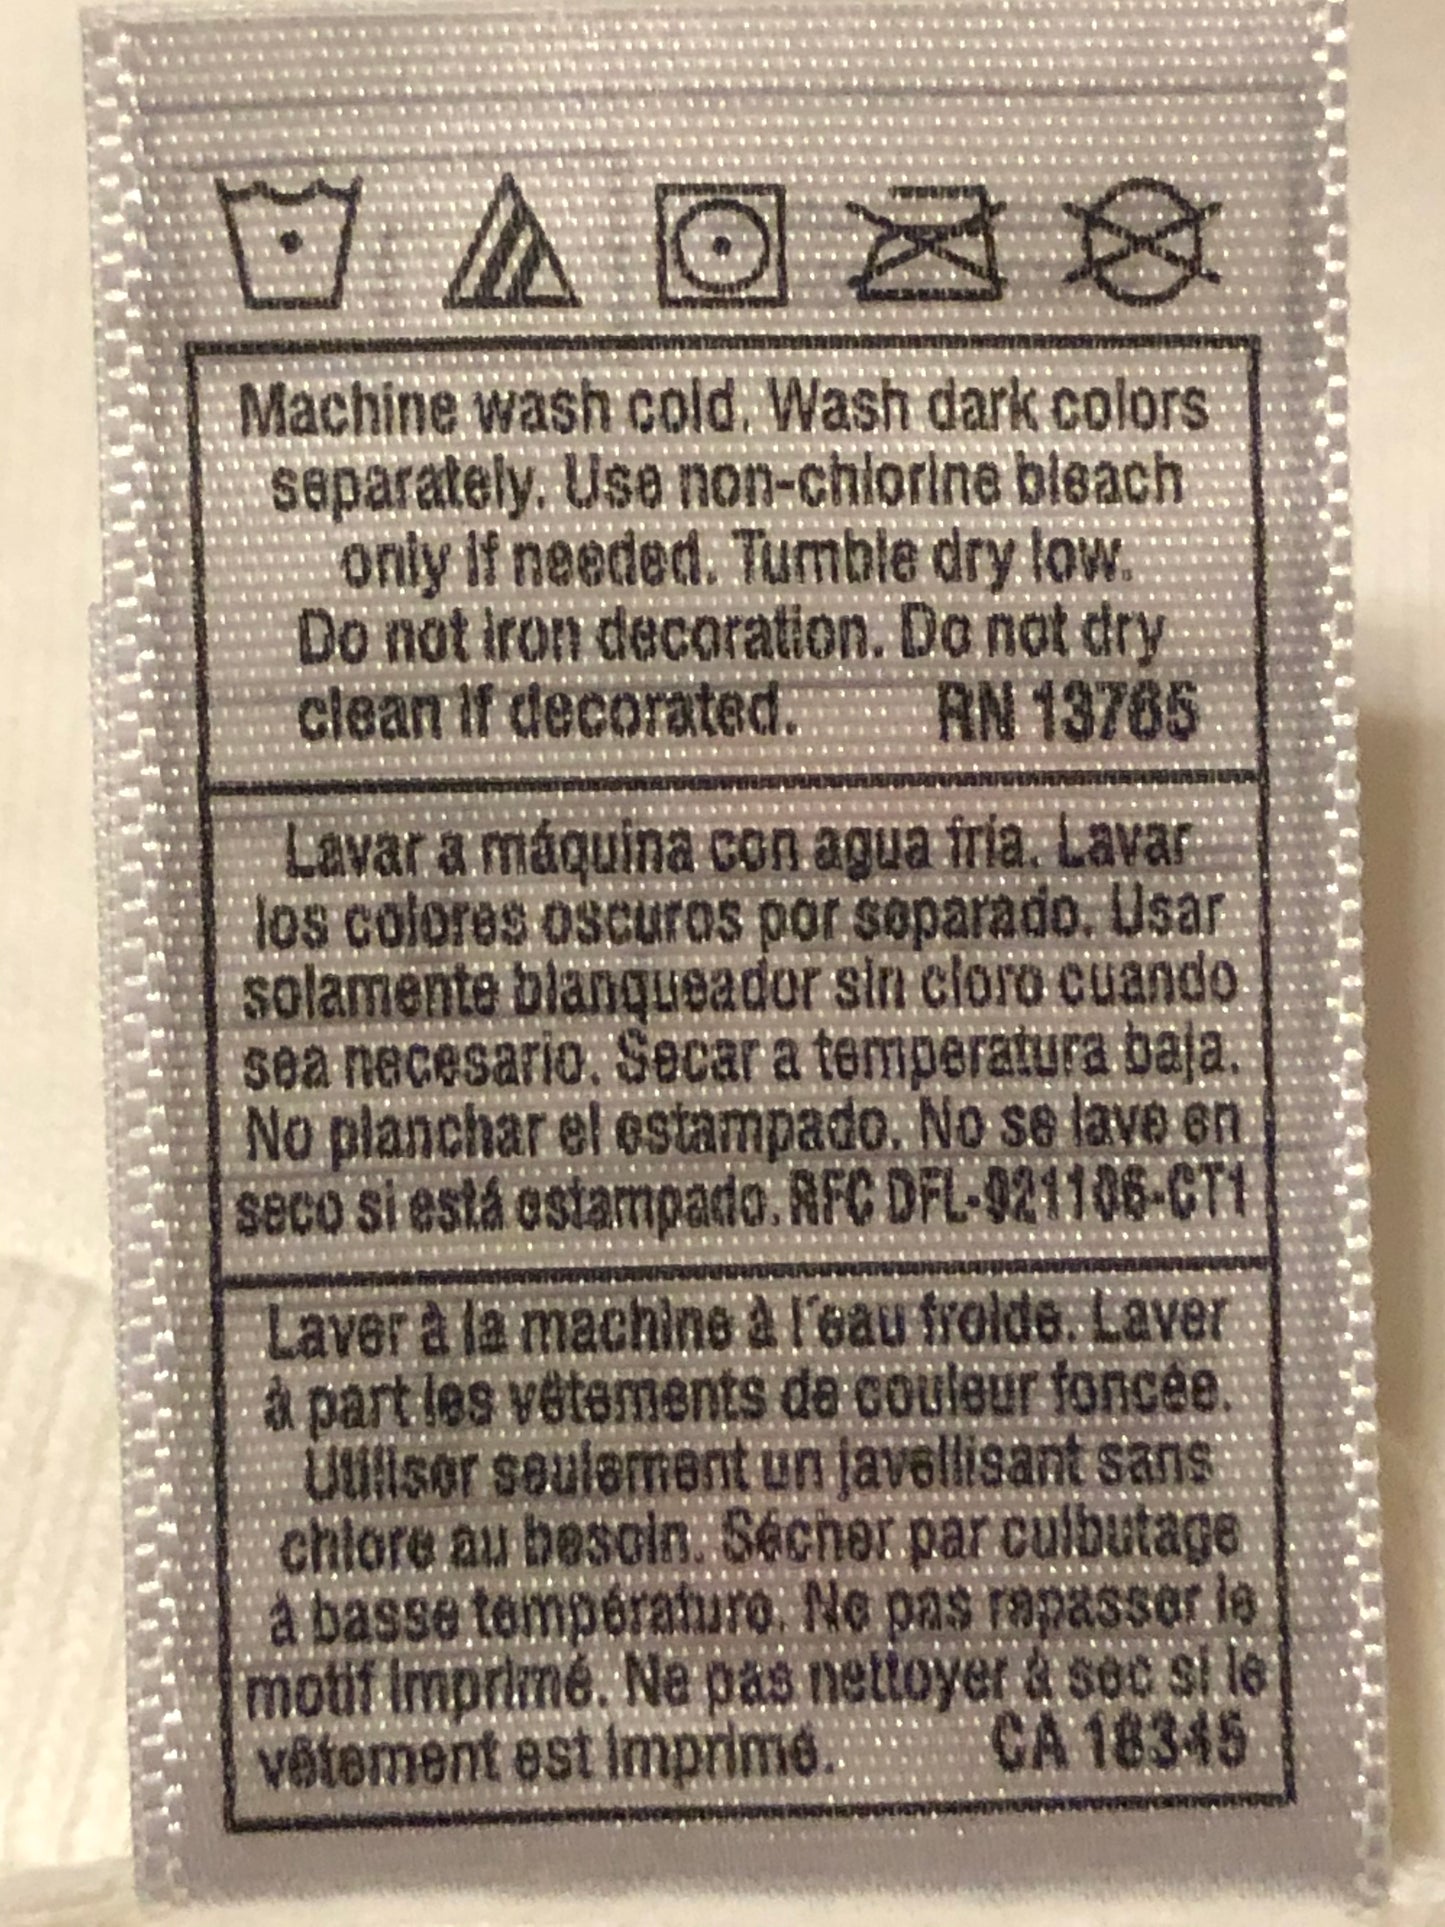 Machine wash cold. Wash dark colors
separately. Use non-chlorine bleach
only if needed. Tumble dry low.
Do not iron decoration. Do not dry
clean if decorated. RN 13765
Lavar a máquina con agua fría. Lavar
los colores oscuros por separado. Usar
solamente blanqueador sin cloro cuando
sea necesario. Secar a temperatura baja.
No planchar el estampado. No se lave en
seco si está estampado. RFC DFL-921106-CT1
Laver à la machine à l'eau froide. Laver
à part les vêtements de couleur foncée.
Utiliser seulement un javellisant sans
chlore au besoin. Sécher par culbutage
à basse température. Ne pas repasser le
motif imprimé. Ne pas nettoyer à sec si le
vêtement est imprimé. CA 18345